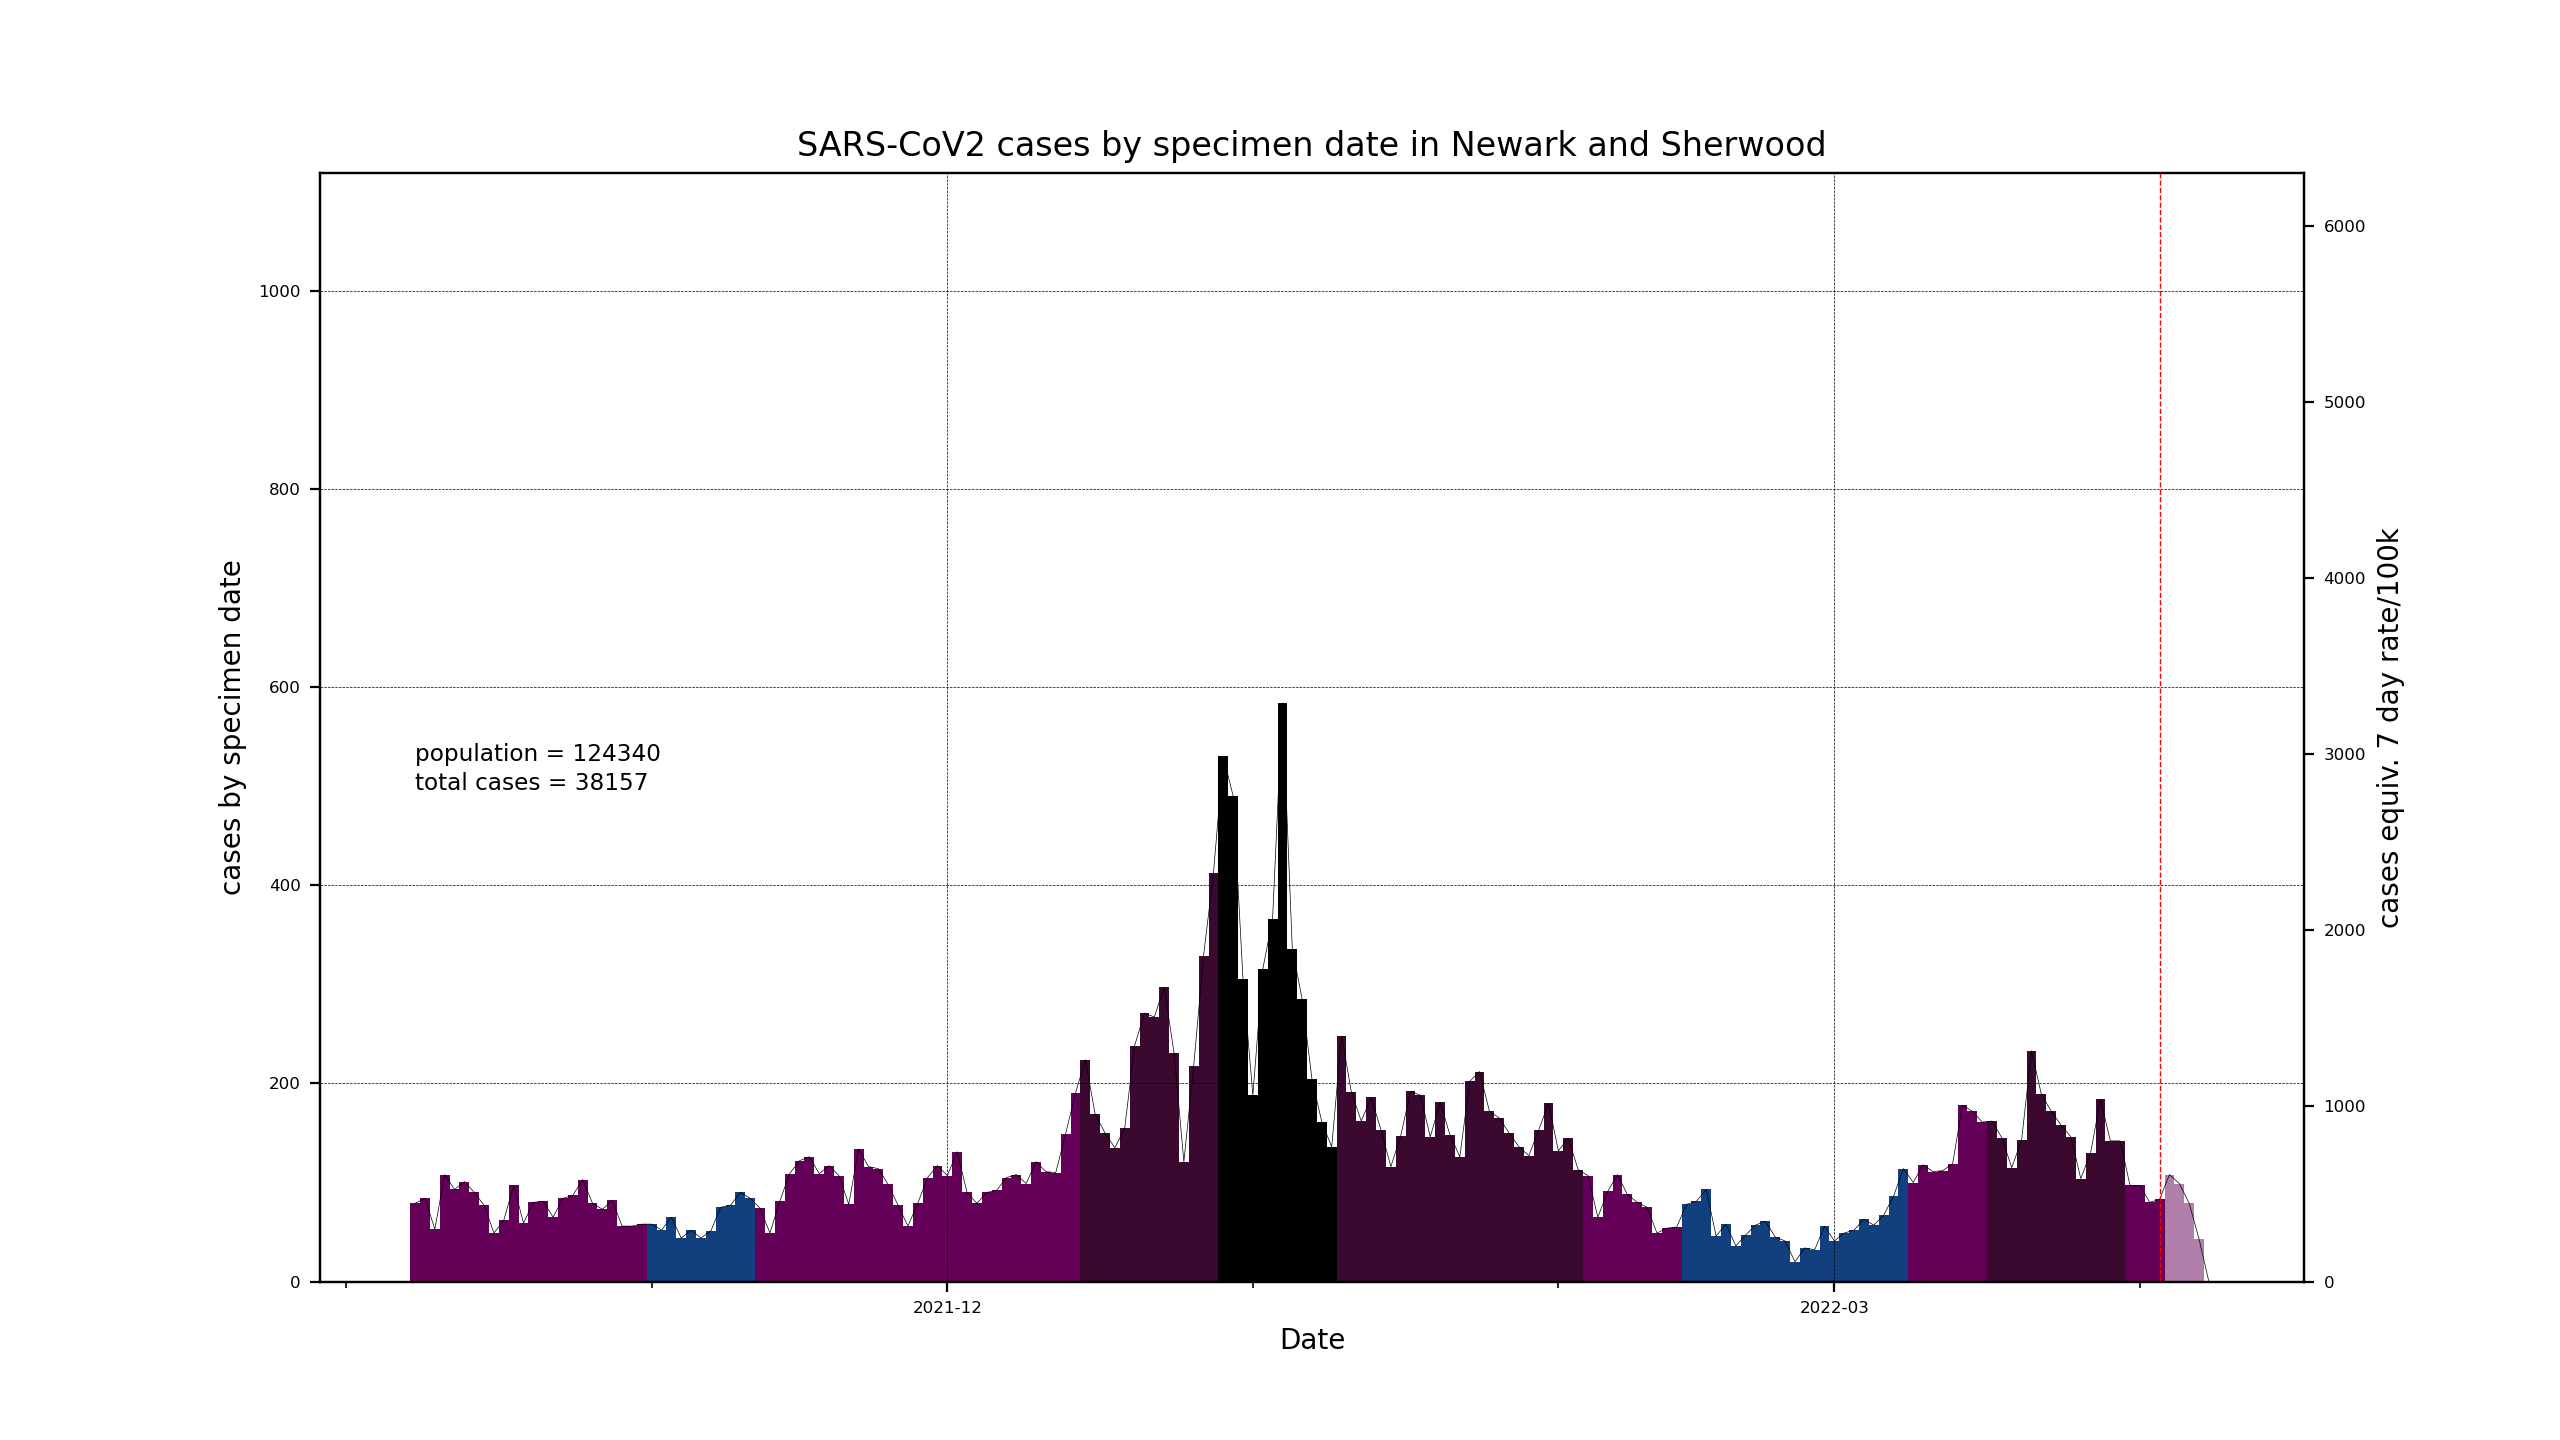 SARS-CoV2 cases by specimen date in Newark and Sherwood
cases by specimen date
1000
800
600
400
200
0
population = 124340
total cases = 38157
6000
5000
4000
3000
2000
1000
0
cases equiv. 7 day rate/100k
2021-12
2022-03
Date